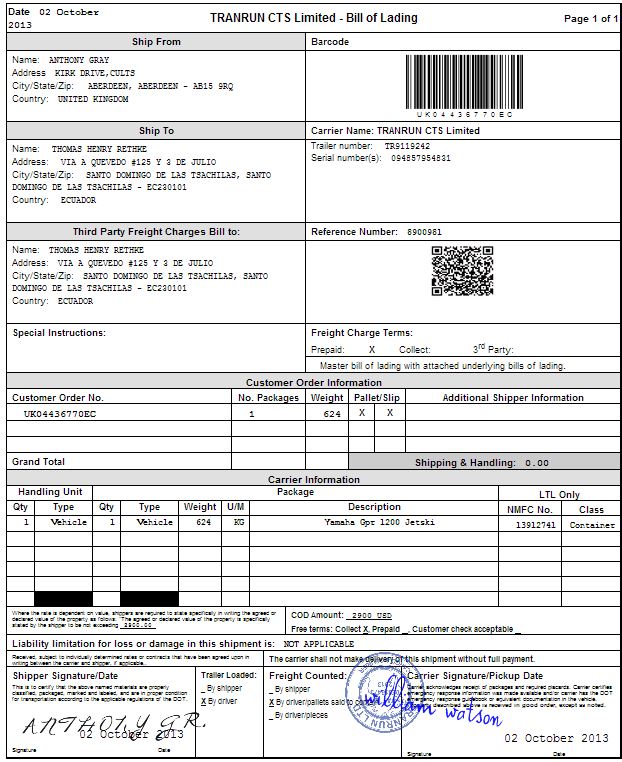 Date 02 October 2013
TRANRUN CTS Limited - Bill of Lading
Page 1 of 1
Ship From
Name: ANTHONY GRAY
Address KIRK DRIVE,CULTS
City/State/Zip: ABERDEEN, ABERDEEN - AB15 9RQ
Country: UNITED KINGDOM
Barcode
UK04436770EC
Ship To
Name: THOMAS HENRY RETHKE
Address: VIA A QUEVEDO #125 Y 3 DE JULIO
City/State/Zip: SANTO DOMINGO DE LAS TSACHILAS, SANTO
DOMINGO DE LAS TSACHILAS - EC230101
Country: ECUADOR
Carrier Name: TRANRUN CTS Limited
Trailer number: TR9119242
Serial number(s): 094857954831
Third Party Freight Charges Bill to:
Name: THOMAS HENRY RETHKE
Address: VIA A QUEVEDO #125 Y 3 DE JULIO
City/State/Zip: SANTO DOMINGO DE LAS TSACHILAS, SANTO
DOMINGO DE LAS TSACHILAS - EC230101
Country: ECUADOR
Reference Number: 8900981
Special Instructions:
Freight Charge Terms:
Prepaid: X Collect: 3rd Party:
Master bill of lading with attached underlying bills of lading.
Customer Order Information
Customer Order No. No. Packages Weight Pallet/Slip Additional Shipper Information
UK04436770EC 1 624 X X
Grand Total
Shipping & Handling: 0.00
Carrier Information
Handling Unit Package LTL Only
Qty Type Qty Type Weight U/M Description NMFC No. Class
1 Vehicle 1 Vehicle 624 KG Yamaha Gpr 1200 Jetski 13912741 Container
Where the rate is dependent on value, shippers are required to state specifically in writing the agreed or
declared value of the property as follows: The agreed or declared value of the property is specifically
stated by the shipper to be not exceeding 2900.00
COD Amount: 2900 USD
Free terms: Collect X, Prepaid _, Customer check acceptable _
Liability limitation for loss or damage in this shipment is: NOT APPLICABLE
Received, subject to individually determined rates or contracts that have been agreed upon in
writing between the carrier and shipper, if applicable.
The carrier shall not make delivery of this shipment without full payment.
Shipper Signature/Date
This is to certify that the above named materials are properly
classified, packaged, marked and labeled, and are in proper condition
for transportation according to the applicable regulations of the DOT.
ANTHONY GR.
02 October 2013
Signature Date
Trailer Loaded:
_ By shipper
X By driver
Freight Counted:
_ By shipper
X By driver/pallets said to
_ By driver/pieces
Carrier Signature/Pickup Date
Carrier acknowledges receipt of packages and required placards. Carrier certifies
emergency response information was made available and/or carrier has the DOT
emergency response guidebook or equivalent documentation in the vehicle.
described above is received in good order, except as noted.
william watson
02 October 2013
Signature Date